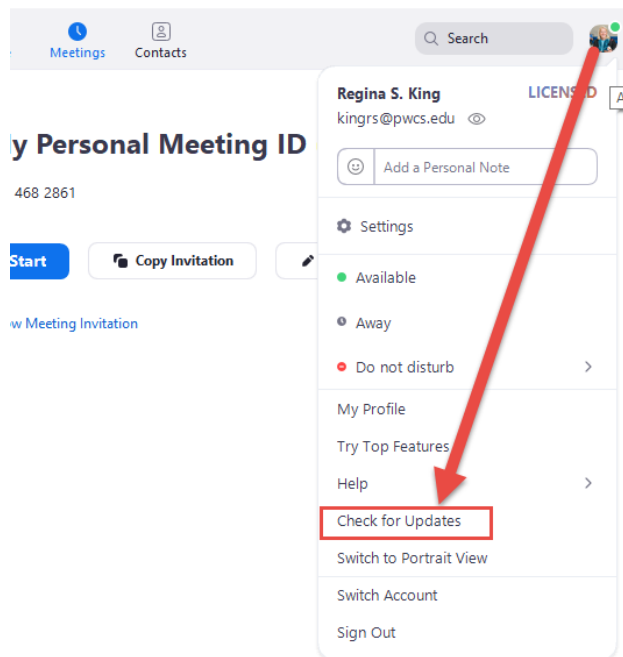 Meetings
Contacts
Search
Regina S. King
LICENSED
kingrs@pwcs.edu
y Personal Meeting ID
Add a Personal Note
468 2861
Settings
Start
Copy Invitation
Available
w Meeting Invitation
Away
Do not disturb
My Profile
Try Top Features
Help
Check for Updates
Switch to Portrait View
Switch Account
Sign Out